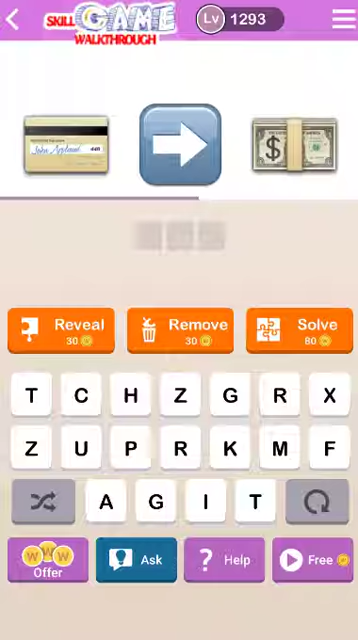 SKILL GAME
WALKTHROUGH
Lv 1293
Reveal
30
Remove
30
Solve
80
T C H Z G R X
Z U P R K M F
A G I T
W W W
Offer
Ask
? Help
Free